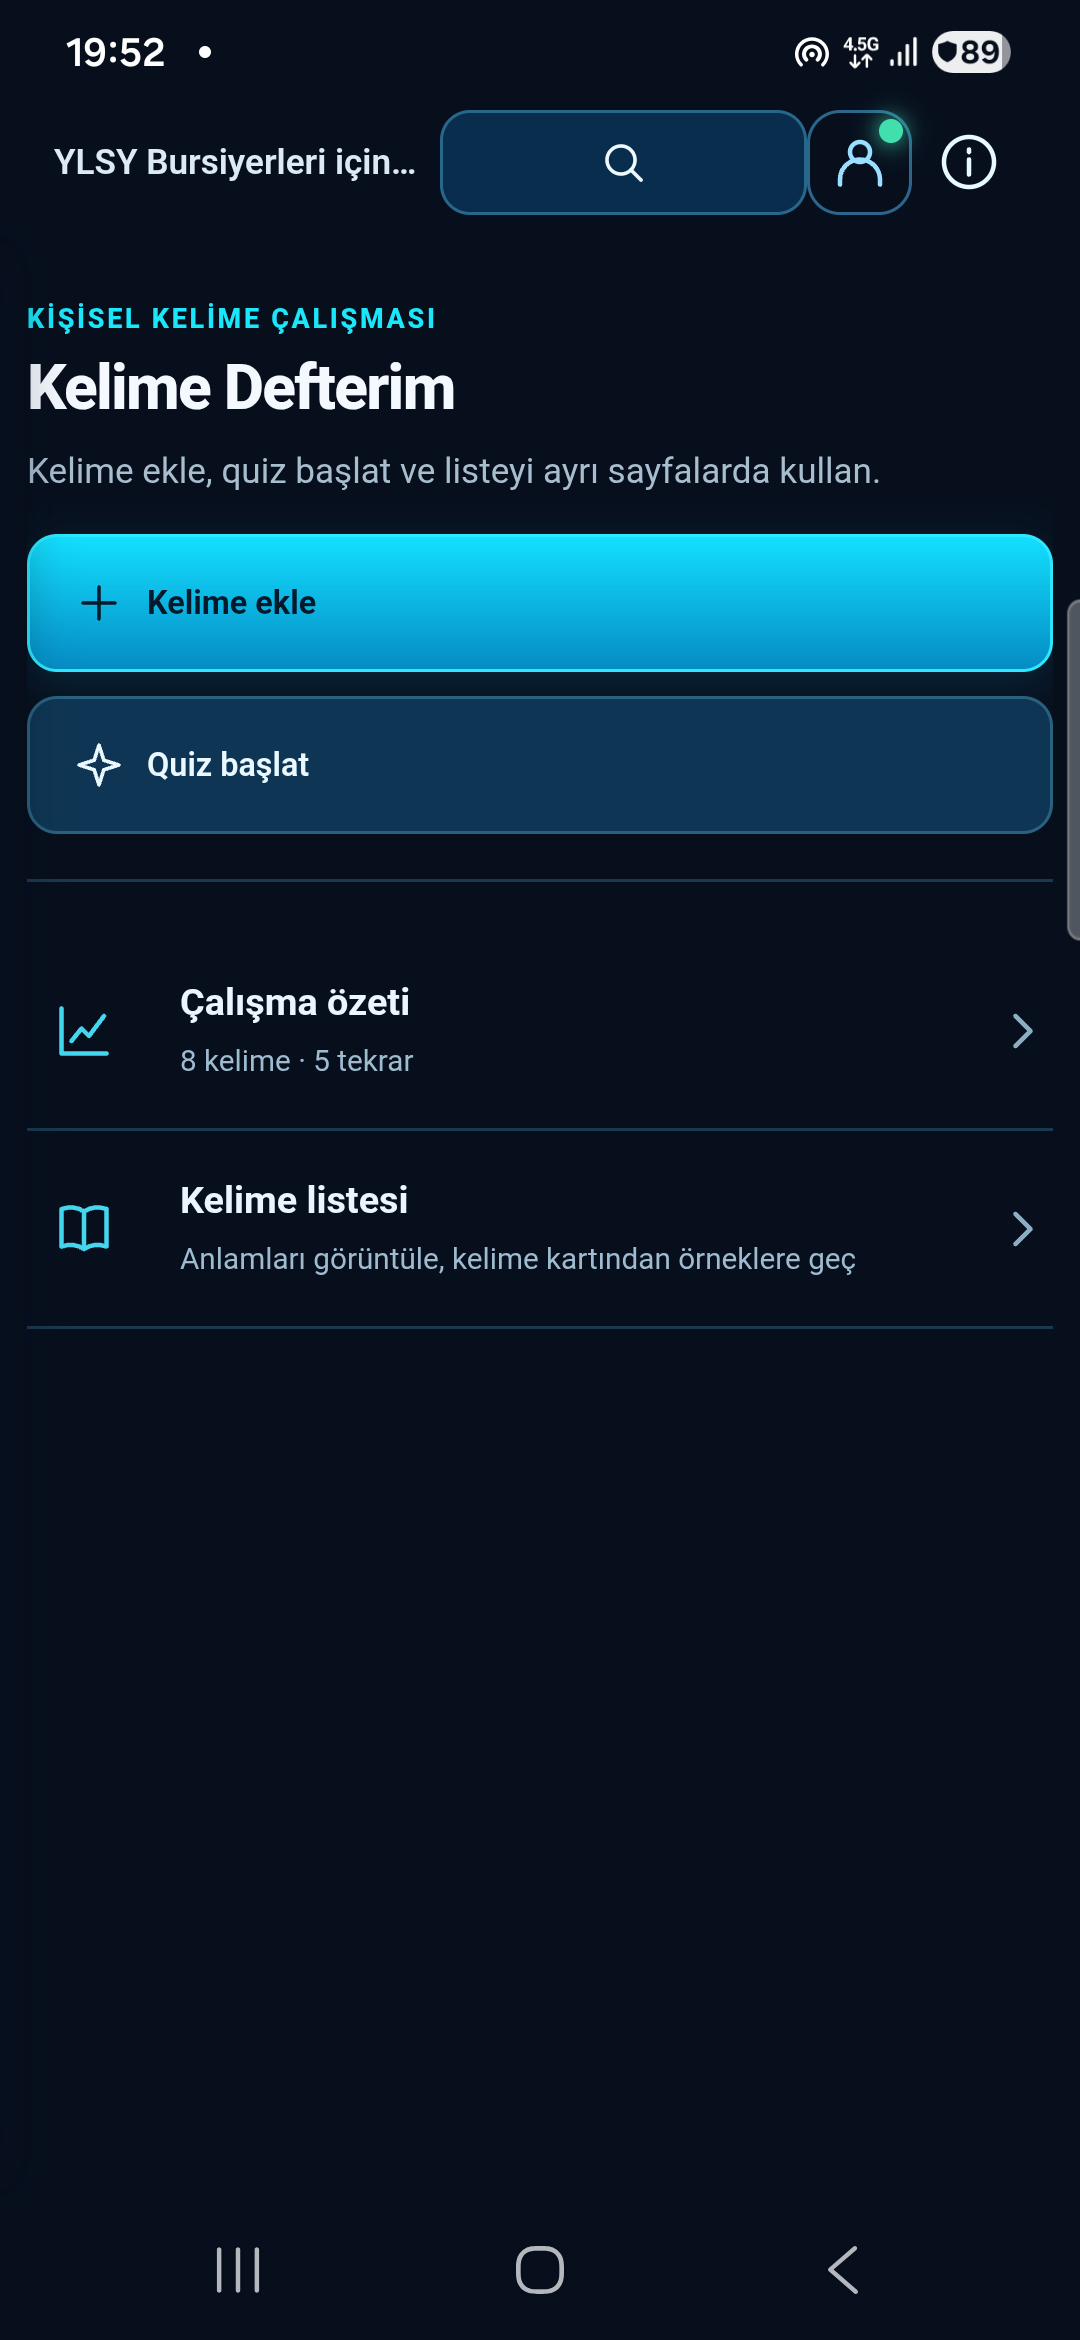 19:52
4.5G
89
YLSY Bursiyerleri için...
KİŞİSEL KELİME ÇALIŞMASI
Kelime Defterim
Kelime ekle, quiz başlat ve listeyi ayrı sayfalarda kullan.
Kelime ekle
Quiz başlat
Çalışma özeti
8 kelime · 5 tekrar
Kelime listesi
Anlamları görüntüle, kelime kartından örneklere geç